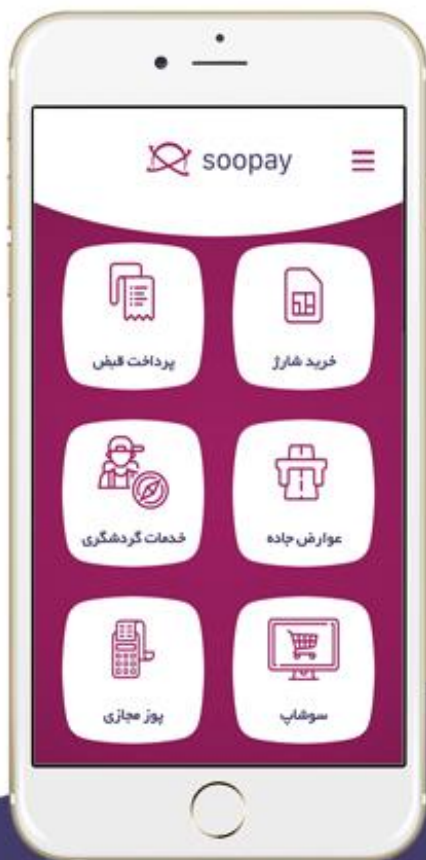 soopay
خرید شارژ
پرداخت قبض
عوارض جاده
خدمات گردشگری
سوشاپ
پوز مجازی